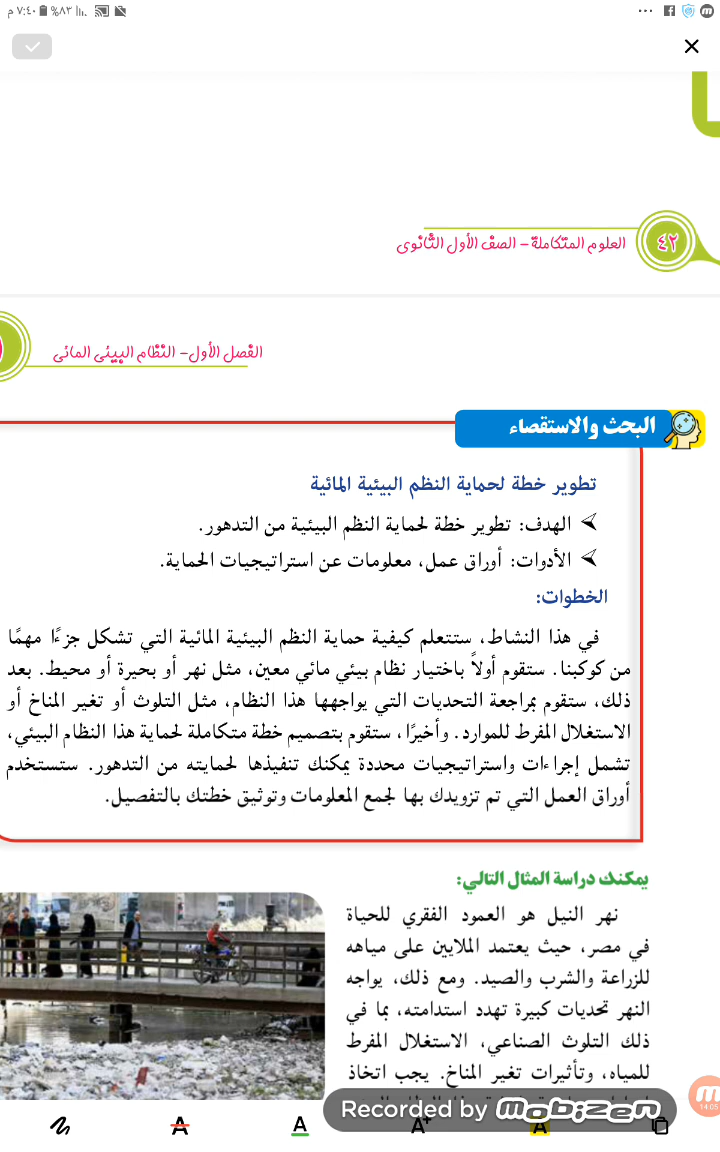 ٧:٤٠ م ٨٣%
العلوم المتكاملة - الصف الأول الثانوى
٤٢
الفصل الأول - النظام البيئى المائى
البحث والاستقصاء
تطوير خطة لحماية النظم البيئية المائية
الهدف: تطوير خطة لحماية النظم البيئية من التدهور.
الأدوات: أوراق عمل، معلومات عن استراتيجيات الحماية.
الخطوات:
في هذا النشاط، ستتعلم كيفية حماية النظم البيئية المائية التي تشكل جزءًا مهمًا
من كوكبنا. ستقوم أولاً باختيار نظام بيئي مائي معين، مثل نهر أو بحيرة أو محيط. بعد
ذلك، ستقوم بمراجعة التحديات التي يواجهها هذا النظام، مثل التلوث أو تغير المناخ أو
الاستغلال المفرط للموارد. وأخيرًا، ستقوم بتصميم خطة متكاملة لحماية هذا النظام البيئي،
تشمل إجراءات واستراتيجيات محددة يمكنك تنفيذها لحمايته من التدهور. ستستخدم
أوراق العمل التي تم تزويدك بها لجمع المعلومات وتوثيق خطتك بالتفصيل.
يمكنك دراسة المثال التالي:
نهر النيل هو العمود الفقري للحياة
في مصر، حيث يعتمد الملايين على مياهه
للزراعة والشرب والصيد. ومع ذلك، يواجه
النهر تحديات كبيرة تهدد استدامته، بما في
ذلك التلوث الصناعي، الاستغلال المفرط
للمياه، وتأثيرات تغير المناخ. يجب اتخاذ
Recorded by mobizen
14:05
A A A+ A